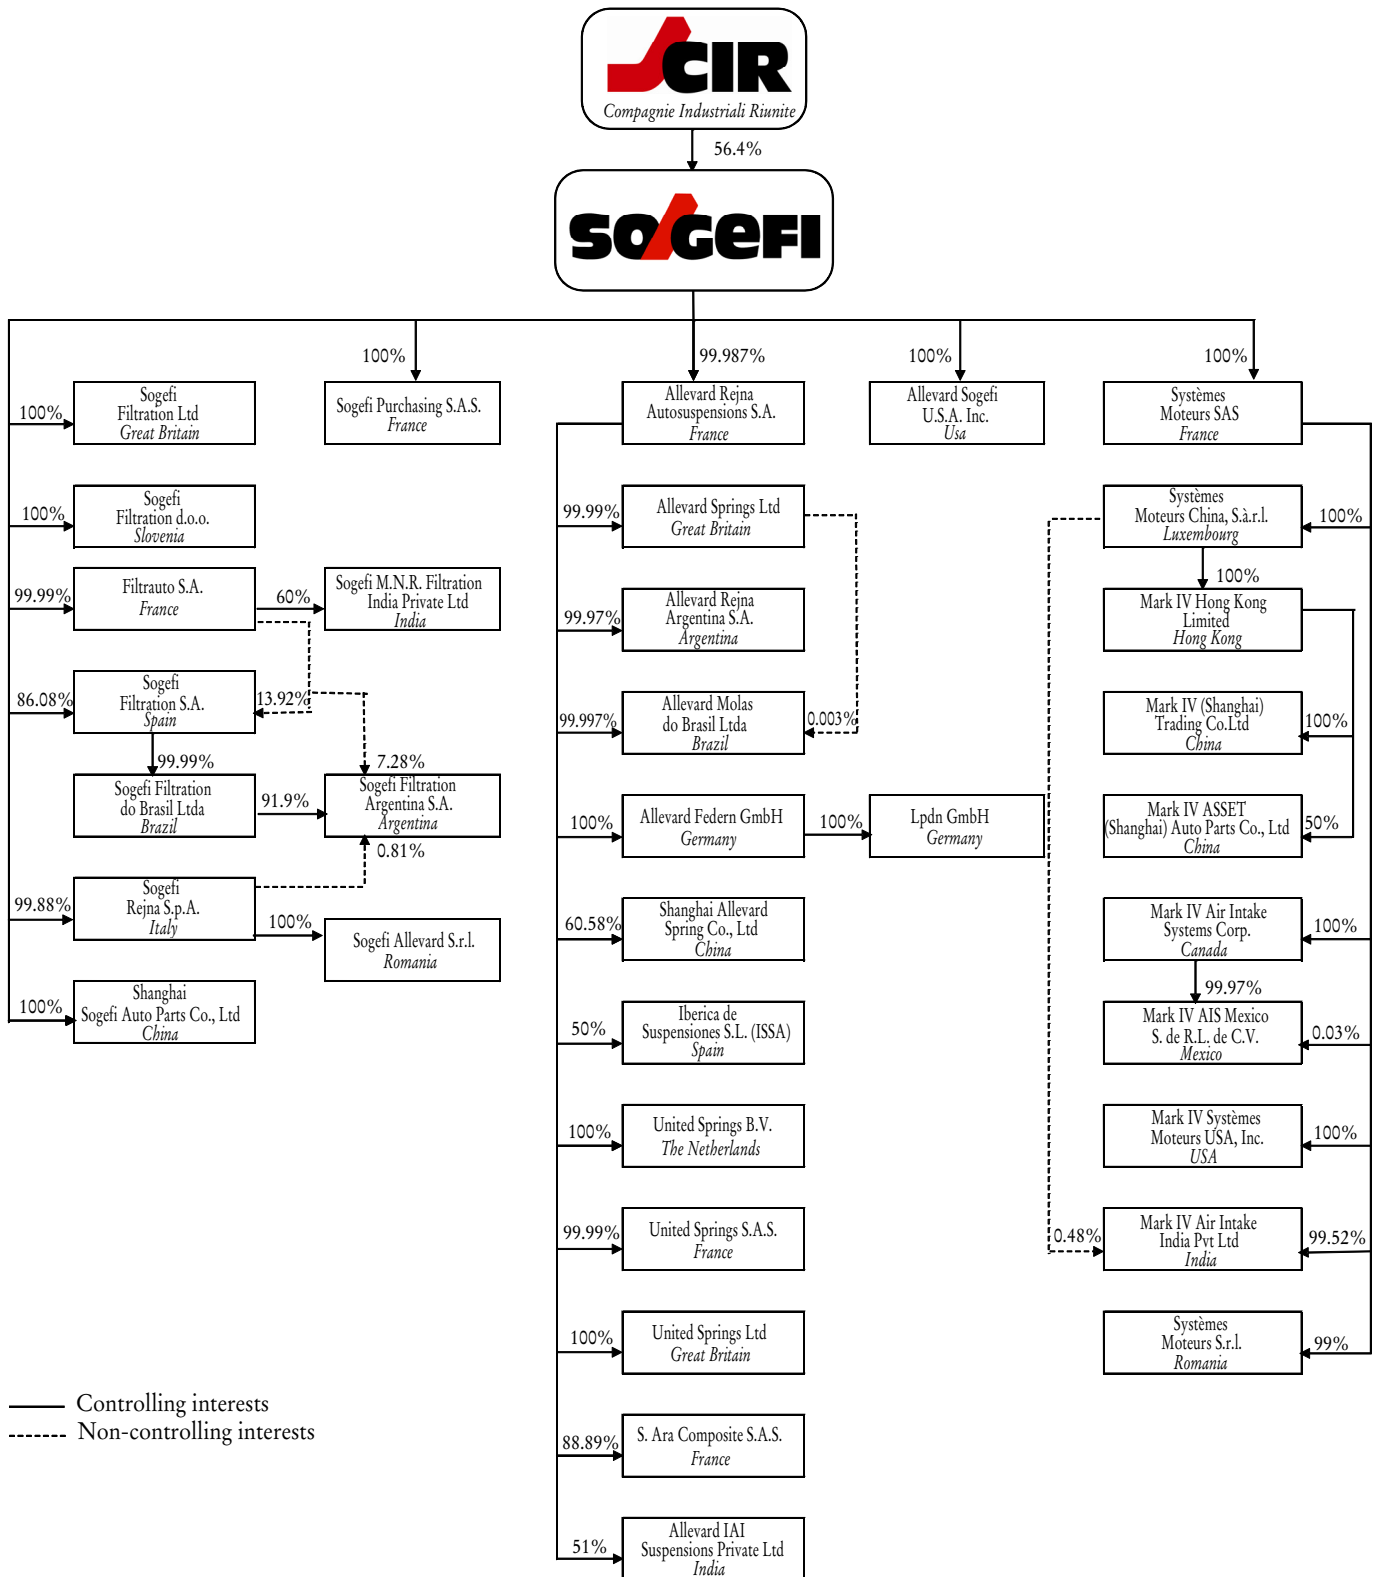 CIR
Compagnie Industriali Riunite
56.4%
SOGEFI
100%
99.987%
100%
100%
100%
Sogefi
Filtration Ltd
Great Britain
Sogefi Purchasing S.A.S.
France
Allevard Rejna
Autosuspensions S.A.
France
Allevard Sogefi
U.S.A. Inc.
Usa
Systèmes
Moteurs SAS
France
100%
Sogefi
Filtration d.o.o.
Slovenia
99.99%
Allevard Springs Ltd
Great Britain
Systèmes
Moteurs China, S.à.r.l.
Luxembourg
100%
100%
99.99%
Filtrauto S.A.
France
60%
Sogefi M.N.R. Filtration
India Private Ltd
India
99.97%
Allevard Rejna
Argentina S.A.
Argentina
Mark IV Hong Kong
Limited
Hong Kong
86.08%
Sogefi
Filtration S.A.
Spain
13.92%
99.997%
Allevard Molas
do Brasil Ltda
Brazil
0.003%
Mark IV (Shanghai)
Trading Co.Ltd
China
100%
99.99%
7.28%
Sogefi Filtration
do Brasil Ltda
Brazil
91.9%
Sogefi Filtration
Argentina S.A.
Argentina
0.81%
100%
Allevard Federn GmbH
Germany
100%
Lpdn GmbH
Germany
Mark IV ASSET
(Shanghai) Auto Parts Co., Ltd
China
50%
99.88%
Sogefi
Rejna S.p.A.
Italy
100%
Sogefi Allevard S.r.l.
Romania
60.58%
Shanghai Allevard
Spring Co., Ltd
China
Mark IV Air Intake
Systems Corp.
Canada
100%
99.97%
100%
Shanghai
Sogefi Auto Parts Co., Ltd
China
50%
Iberica de
Suspensiones S.L. (ISSA)
Spain
Mark IV AIS Mexico
S. de R.L. de C.V.
Mexico
0.03%
100%
United Springs B.V.
The Netherlands
Mark IV Systèmes
Moteurs USA, Inc.
USA
100%
99.99%
United Springs S.A.S.
France
0.48%
Mark IV Air Intake
India Pvt Ltd
India
99.52%
100%
United Springs Ltd
Great Britain
Systèmes
Moteurs S.r.l.
Romania
99%
Controlling interests
Non-controlling interests
88.89%
S. Ara Composite S.A.S.
France
51%
Allevard IAI
Suspensions Private Ltd
India